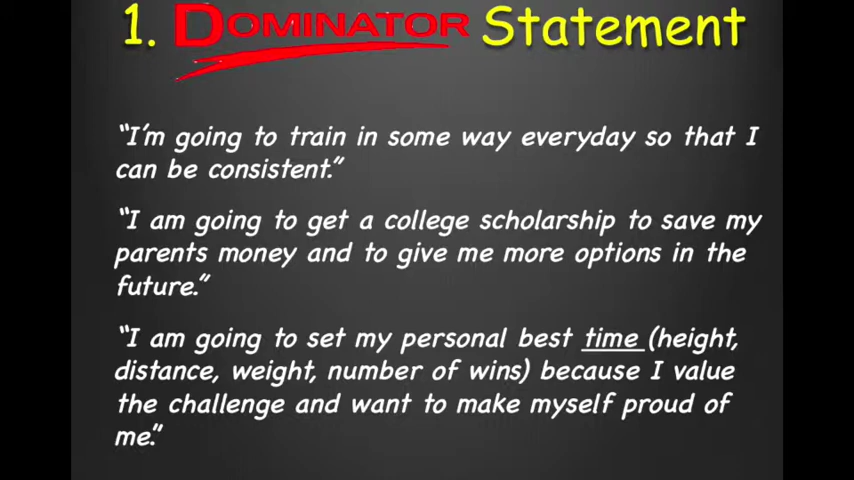 1. DOMINATOR Statement
“I’m going to train in some way everyday so that I
can be consistent.”
“I am going to get a college scholarship to save my
parents money and to give me more options in the
future.”
“I am going to set my personal best time (height,
distance, weight, number of wins) because I value
the challenge and want to make myself proud of
me.”